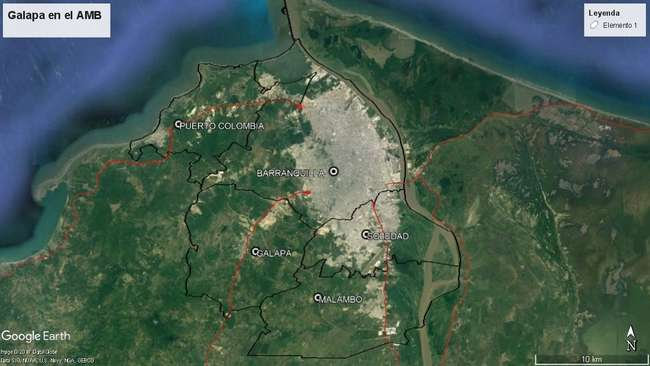 Galapa en el AMB
Leyenda
Elemento 1
PUERTO COLOMBIA
BARRANQUILLA
SOLEDAD
GALAPA
MALAMBO
Google Earth
N
10 km